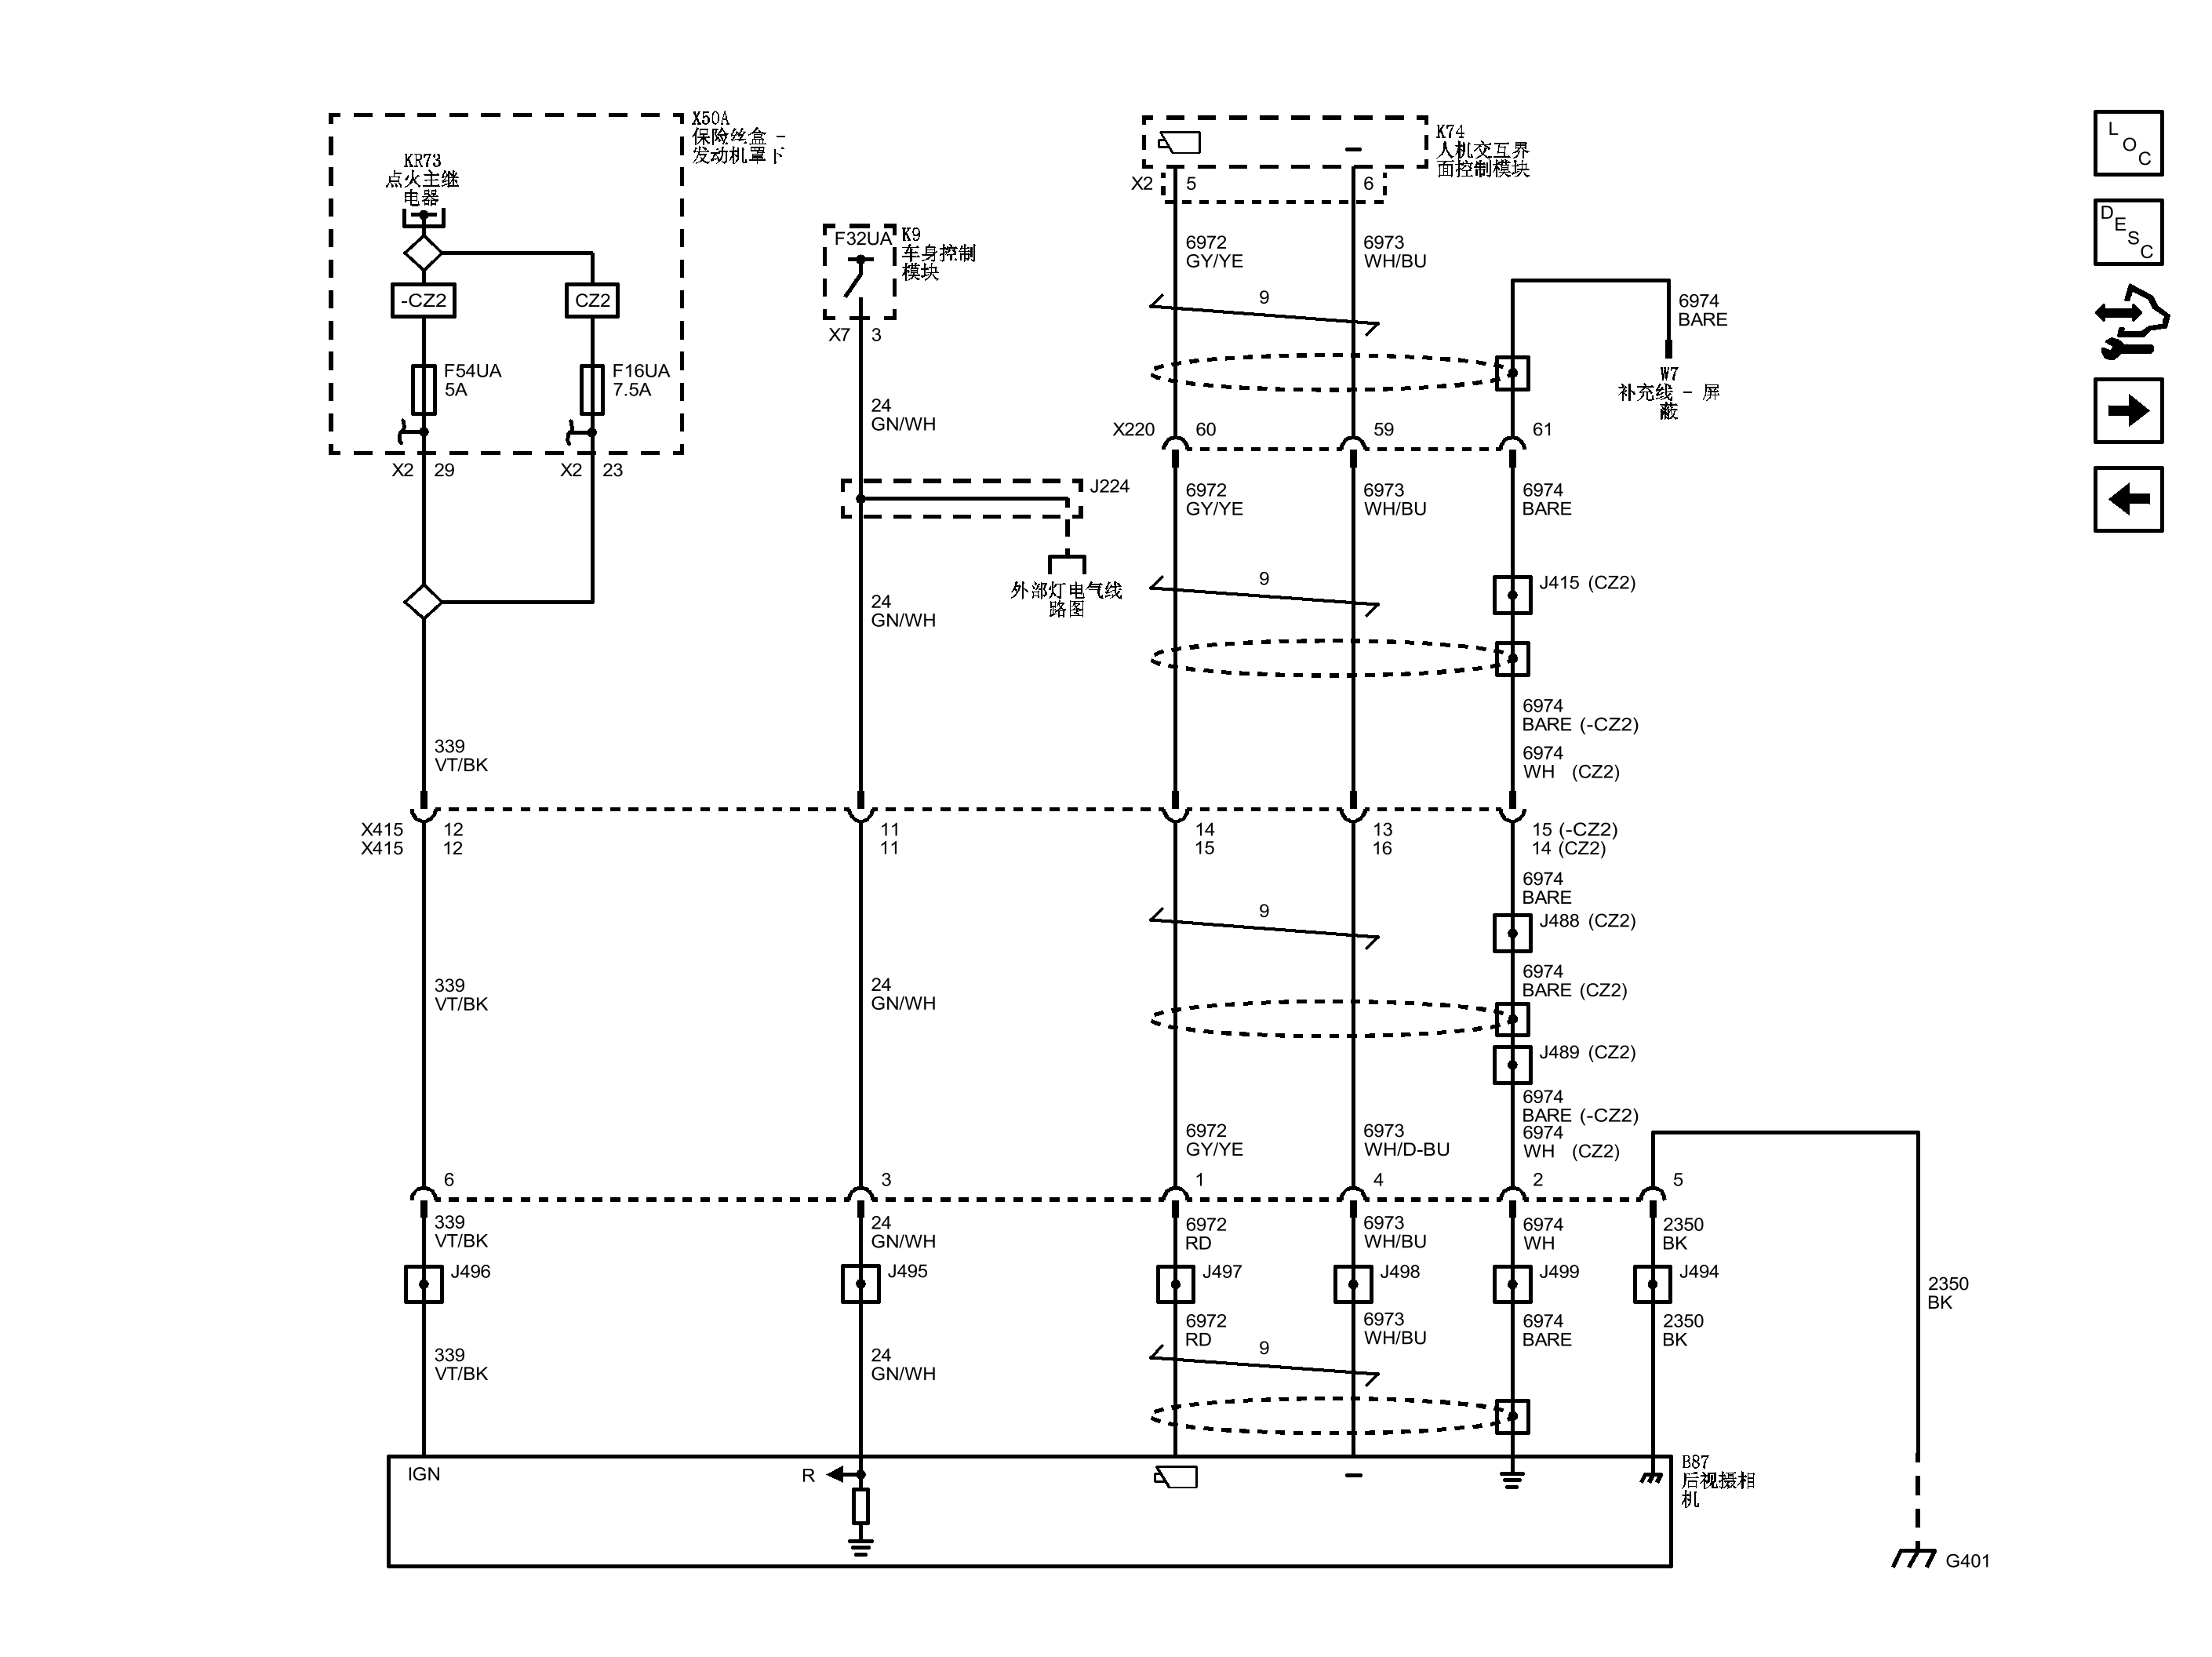 X50A
保险丝盒 -
发动机罩下
KR73
点火主继
电器
-CZ2
CZ2
F54UA
5A
F16UA
7.5A
X2 29
X2 23
F32UA
K9
车身控制
模块
X7 3
K74
人机交互界
面控制模块
X2 5 6
6972
GY/YE
6973
WH/BU
9
6974
BARE
W7
补充线 - 屏
蔽
24
GN/WH
X220 60 59 61
J224
外部灯电气线
路图
6972
GY/YE
6973
WH/BU
6974
BARE
9
J415 (CZ2)
24
GN/WH
6974
BARE (-CZ2)
6974
WH (CZ2)
339
VT/BK
X415 12 11 14 13 15 (-CZ2)
X415 12 11 15 16 14 (CZ2)
6974
BARE
9
J488 (CZ2)
6974
BARE (CZ2)
339
VT/BK
24
GN/WH
J489 (CZ2)
6974
BARE (-CZ2)
6974
WH (CZ2)
6972
GY/YE
6973
WH/D-BU
6 3 1 4 2 5
339
VT/BK
24
GN/WH
6972
RD
6973
WH/BU
6974
WH
2350
BK
J496 J495 J497 J498 J499 J494
2350
BK
6972
RD
6973
WH/BU
6974
BARE
2350
BK
9
339
VT/BK
24
GN/WH
IGN
R
B87
后视摄相
机
G401
L
O
C
D
E
S
C